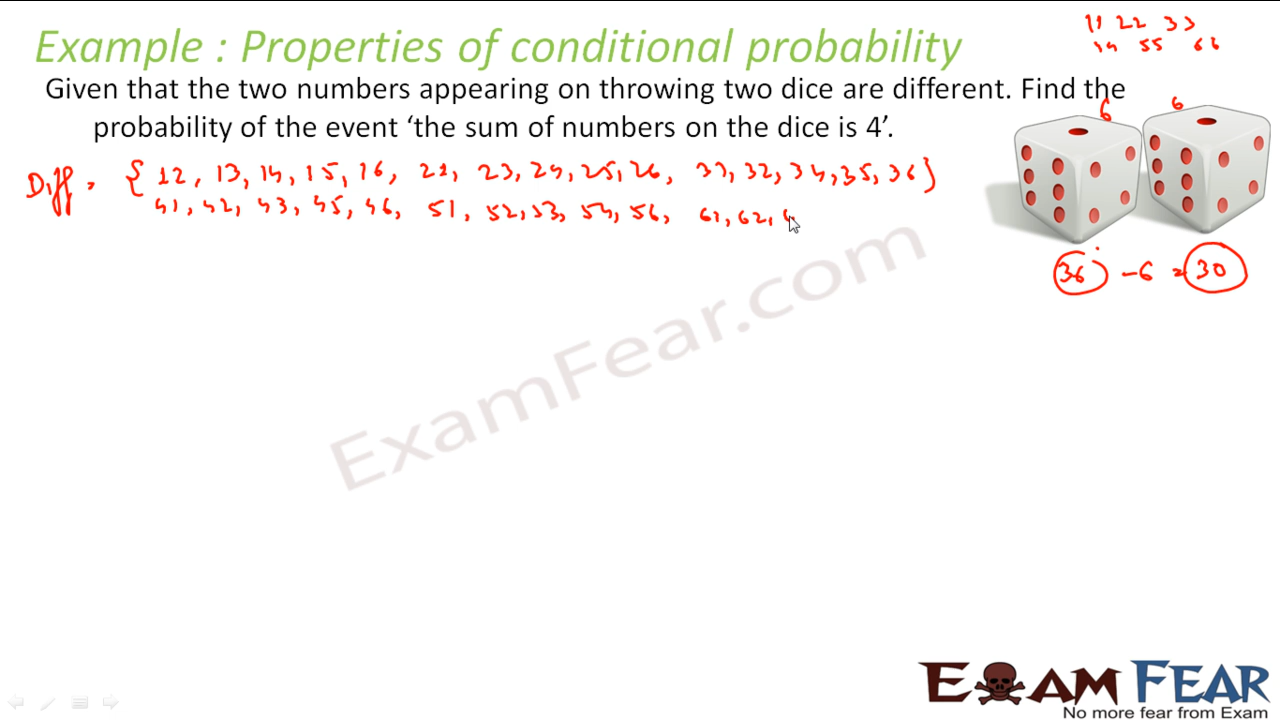 Example : Properties of conditional probability
11 22 33
44 55 66
Given that the two numbers appearing on throwing two dice are different. Find the
probability of the event ‘the sum of numbers on the dice is 4’.
6 6
Diff = { 12, 13, 14, 15, 16, 21, 23, 24, 25, 26, 31, 32, 34, 35, 36 }
41, 42, 43, 45, 46, 51, 52, 53, 54, 56, 61, 62,
36 - 6 = 30
ExamFear.com
EXAM FEAR
No more fear from Exam